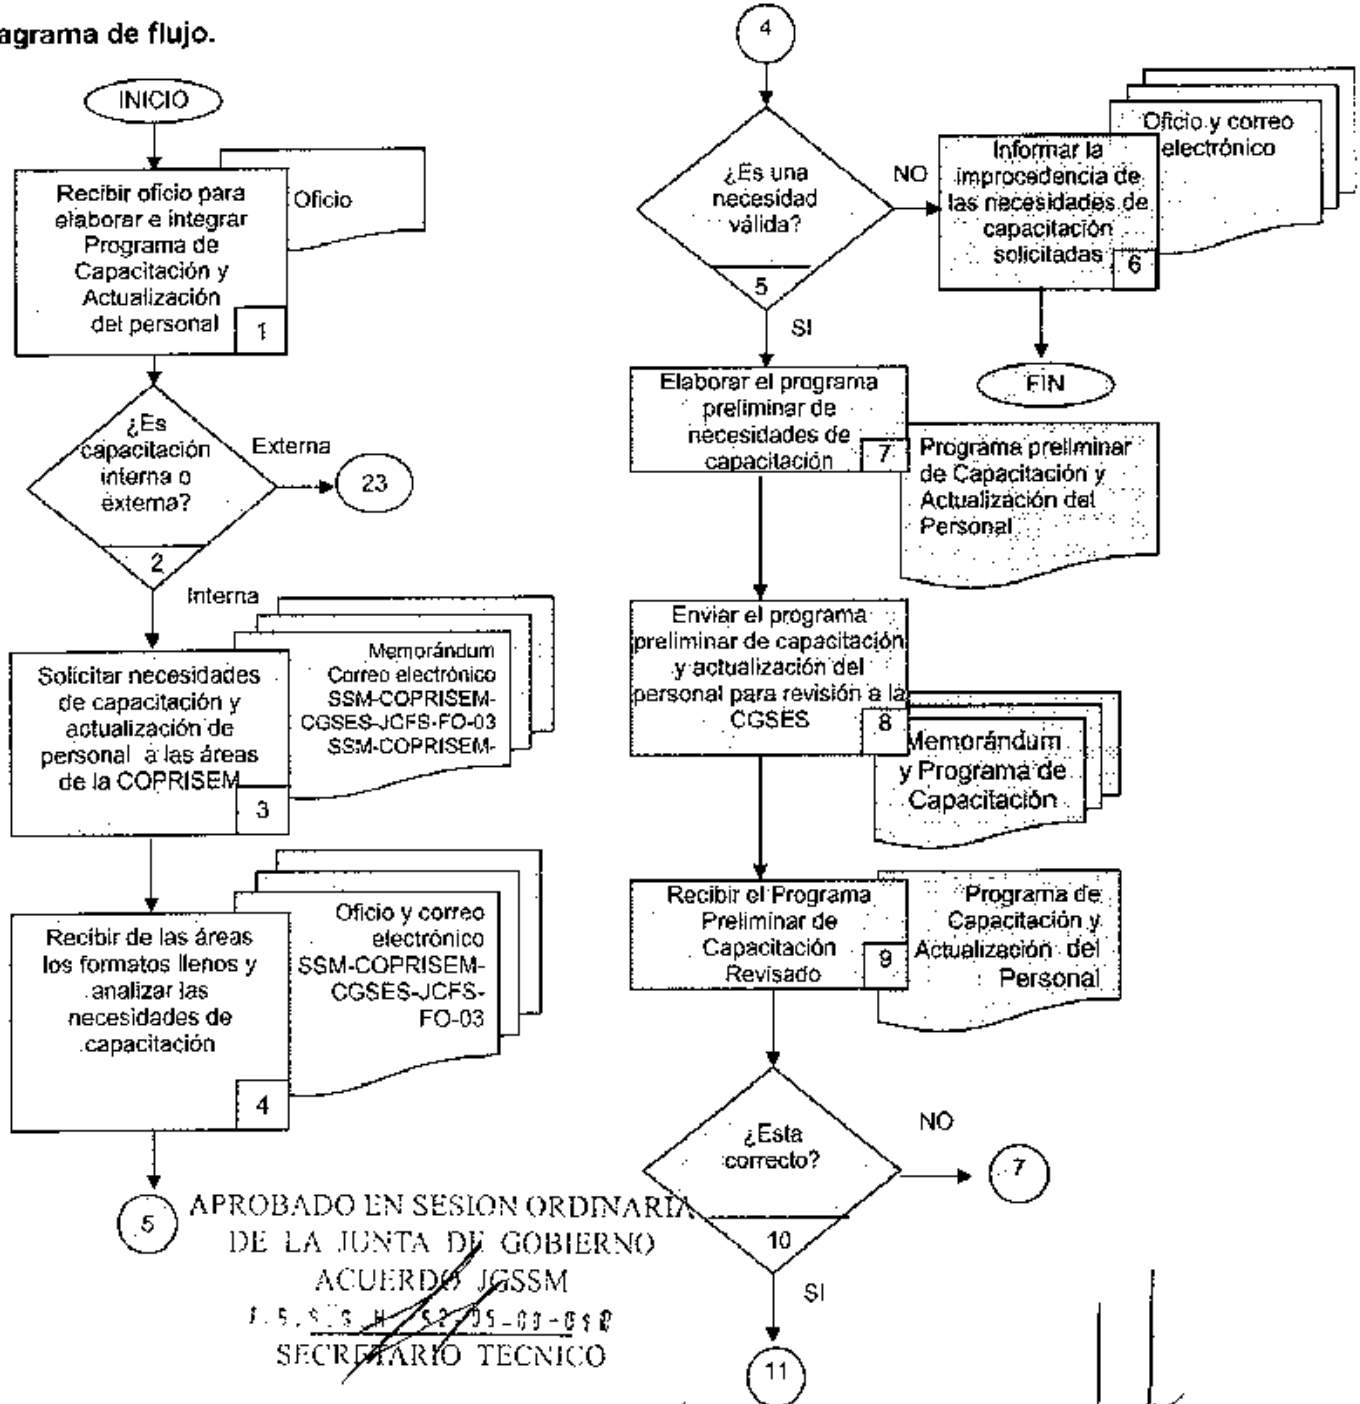 agrama de flujo.
INICIO
Recibir oficio para
elaborar e integrar
Programa de
Capacitación y
Actualización
del personal
1
Oficio
¿Es
capacitación
interna o
externa?
2
Externa
23
Interna
Solicitar necesidades
de capacitación y
actualización de
personal a las áreas
de la COPRISEM
3
Memorándum
Correo electrónico
SSM-COPRISEM-
CGSES-JCFS-FO-03
SSM-COPRISEM-
Recibir de las áreas
los formatos llenos y
analizar las
necesidades de
capacitación
4
Oficio y correo
electrónico
SSM-COPRISEM-
CGSES-JCFS-
FO-03
5
4
¿Es una
necesidad
válida?
5
NO
Informar la
improcedencia de
las necesidades de
capacitación
solicitadas
6
Oficio y correo
electrónico
FIN
SI
Elaborar el programa
preliminar de
necesidades de
capacitación
7
Programa preliminar
de Capacitación y
Actualización del
Personal
Enviar el programa
preliminar de capacitación
y actualización del
personal para revisión a la
CGSES
8
Memorándum
y Programa de
Capacitación
Recibir el Programa
Preliminar de
Capacitación
Revisado
9
Programa de
Capacitación y
Actualización del
Personal
¿Esta
correcto?
10
NO
7
SI
11
APROBADO EN SESION ORDINARIA
DE LA JUNTA DE GOBIERNO
ACUERDO JGSSM
SECRETARIO TECNICO